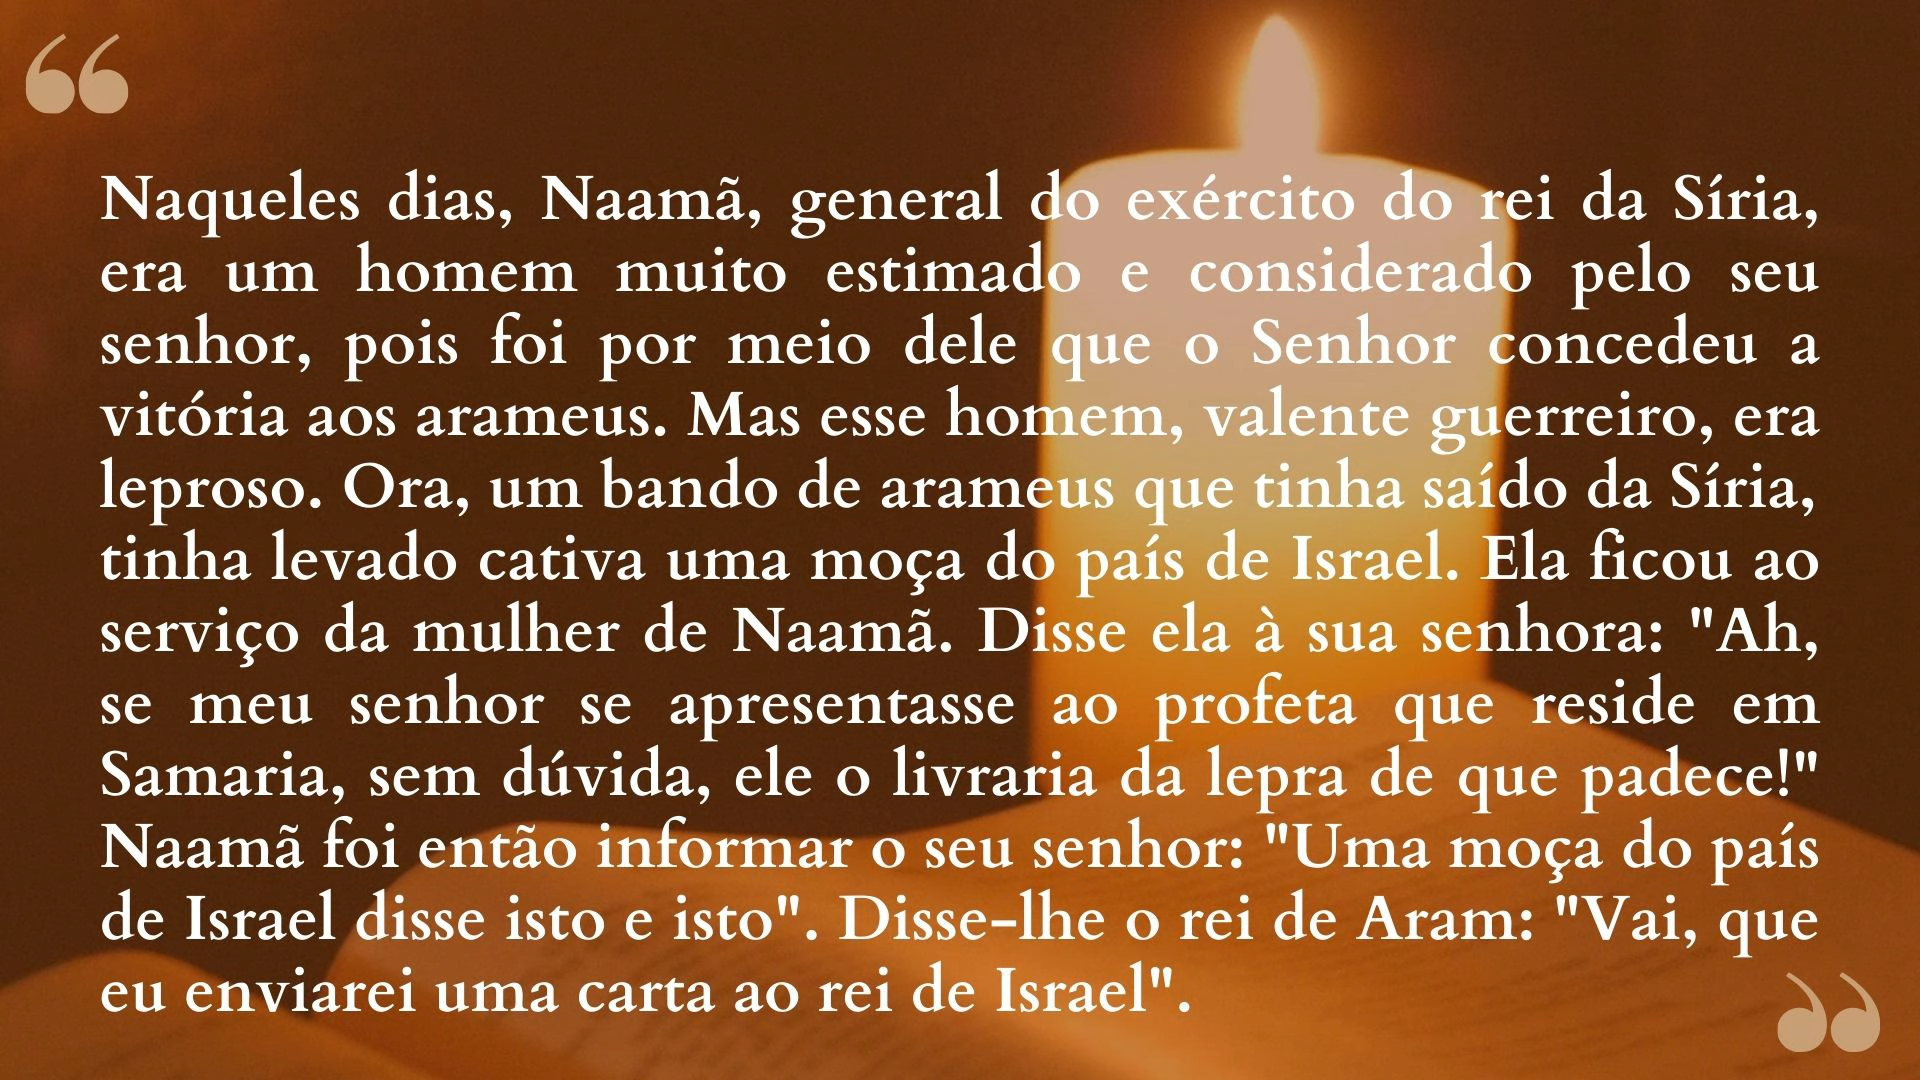 Naqueles dias, Naamã, general do exército do rei da Síria,
era um homem muito estimado e considerado pelo seu
senhor, pois foi por meio dele que o Senhor concedeu a
vitória aos arameus. Mas esse homem, valente guerreiro, era
leproso. Ora, um bando de arameus que tinha saído da Síria,
tinha levado cativa uma moça do país de Israel. Ela ficou ao
serviço da mulher de Naamã. Disse ela à sua senhora: "Ah,
se meu senhor se apresentasse ao profeta que reside em
Samaria, sem dúvida, ele o livraria da lepra de que padece!"
Naamã foi então informar o seu senhor: "Uma moça do país
de Israel disse isto e isto". Disse-lhe o rei de Aram: "Vai, que
eu enviarei uma carta ao rei de Israel".